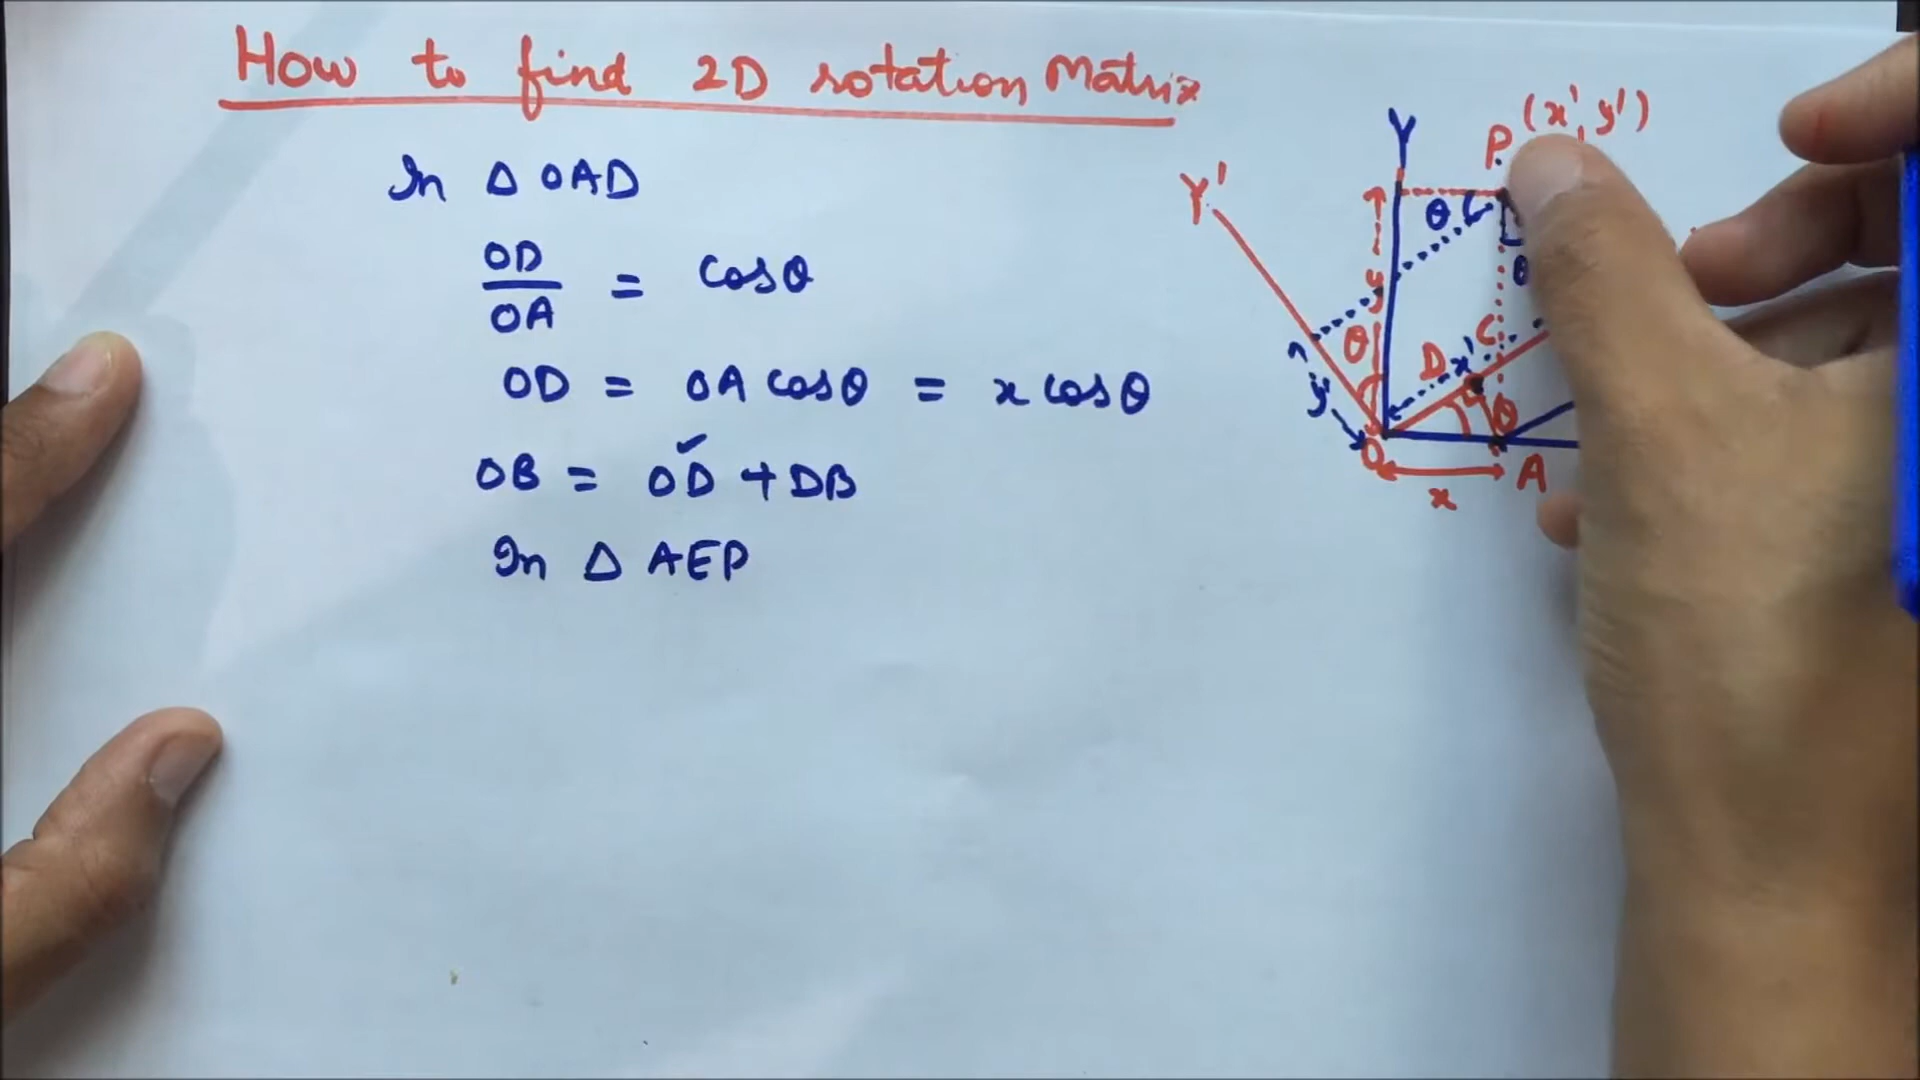 How to find 2D rotation Matrix
In Δ OAD
OD/OA = cosθ
OD = OA cosθ = x cosθ
OB = OD + DB
In Δ AEP
Y
P (x', y')
Y'
θ
y
θ
θ
C
D x'
y'
θ
O
A
x